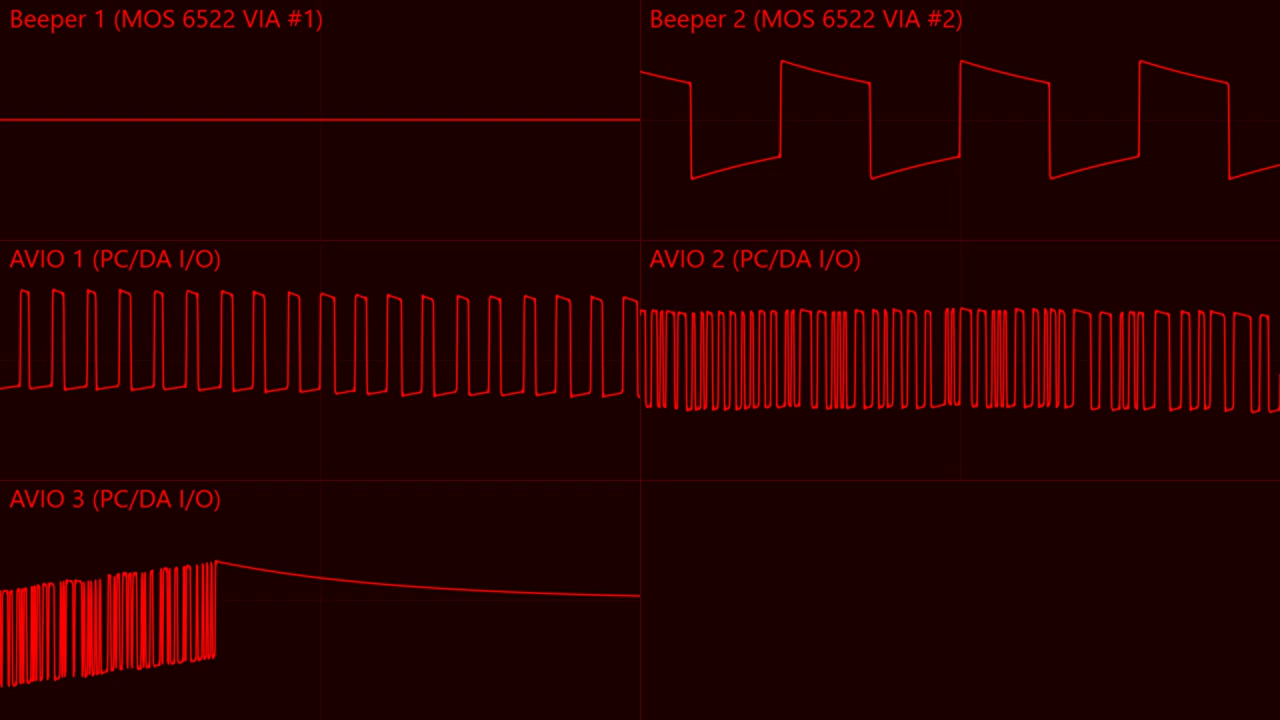 Beeper 1 (MOS 6522 VIA #1)
Beeper 2 (MOS 6522 VIA #2)
AVIO 1 (PC/DA I/O)
AVIO 2 (PC/DA I/O)
AVIO 3 (PC/DA I/O)